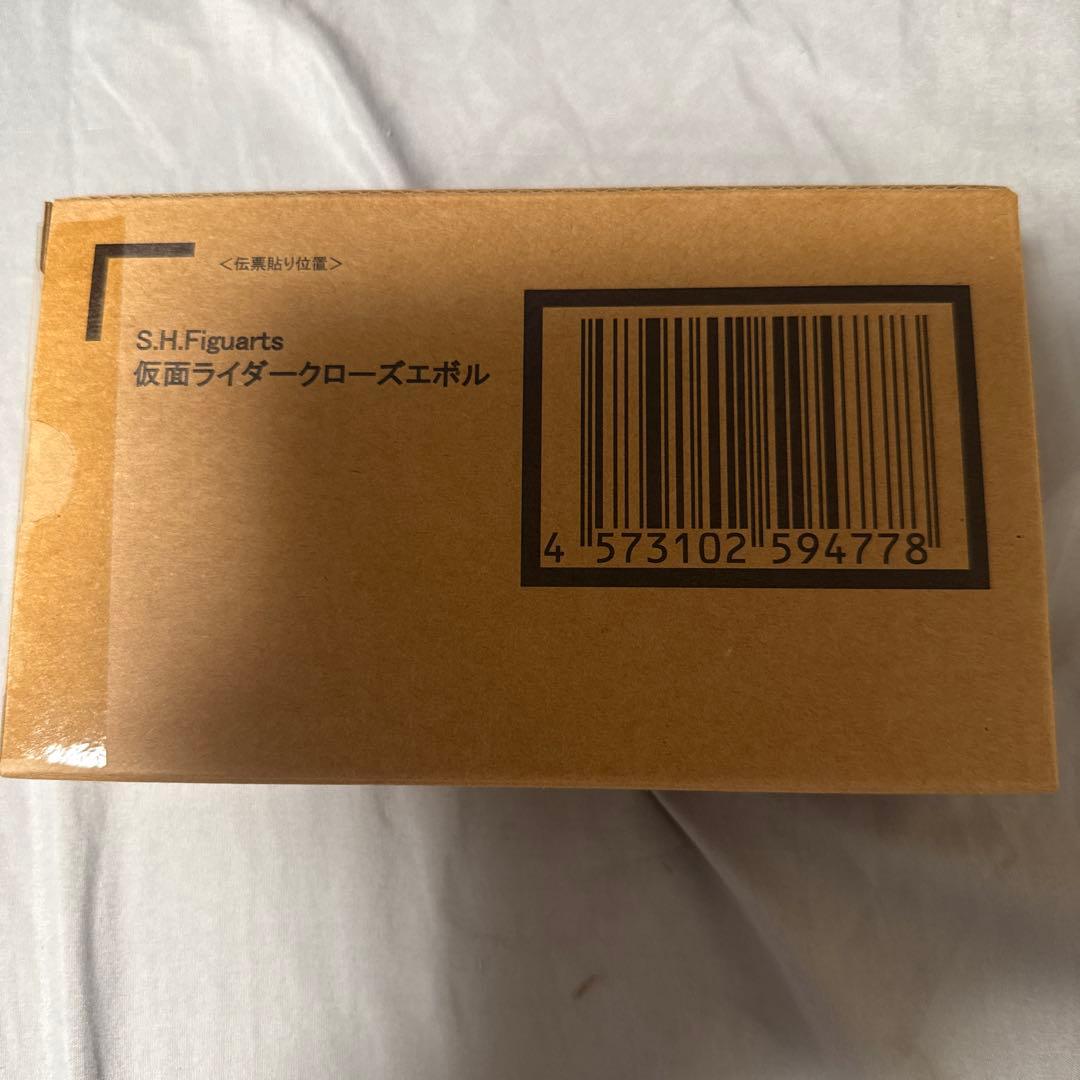 <伝票貼り位置>
S.H.Figuarts
仮面ライダークローズエボル
4 573102 594778